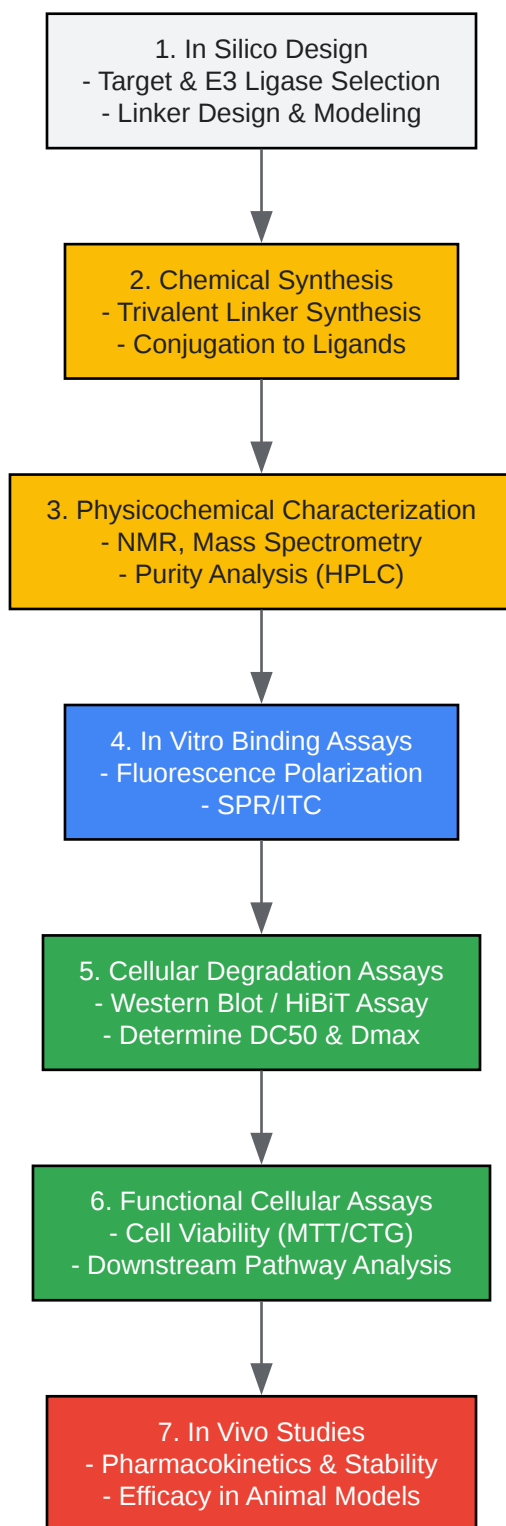 1. In Silico Design
- Target & E3 Ligase Selection
- Linker Design & Modeling
2. Chemical Synthesis
- Trivalent Linker Synthesis
- Conjugation to Ligands
3. Physicochemical Characterization
- NMR, Mass Spectrometry
- Purity Analysis (HPLC)
4. In Vitro Binding Assays
- Fluorescence Polarization
- SPR/ITC
5. Cellular Degradation Assays
- Western Blot / HiBiT Assay
- Determine DC50 & Dmax
6. Functional Cellular Assays
- Cell Viability (MTT/CTG)
- Downstream Pathway Analysis
7. In Vivo Studies
- Pharmacokinetics & Stability
- Efficacy in Animal Models